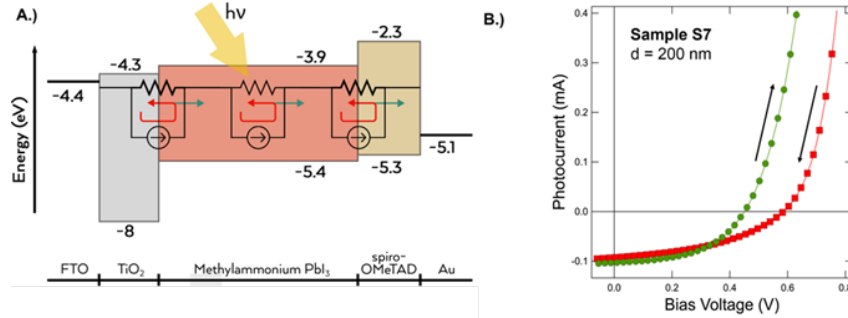 A.)
hν
-2.3
-4.3
-3.9
-4.4
Energy (eV)
-5.1
-5.4
-5.3
-8
FTO
TiO₂
Methylammonium PbI₃
spiro-
OMeTAD
Au
B.)
Sample S7
d = 200 nm
Photocurrent (mA)
0.4
0.3
0.2
0.1
0.0
-0.1
0.0
0.2
0.4
0.6
0.8
Bias Voltage (V)